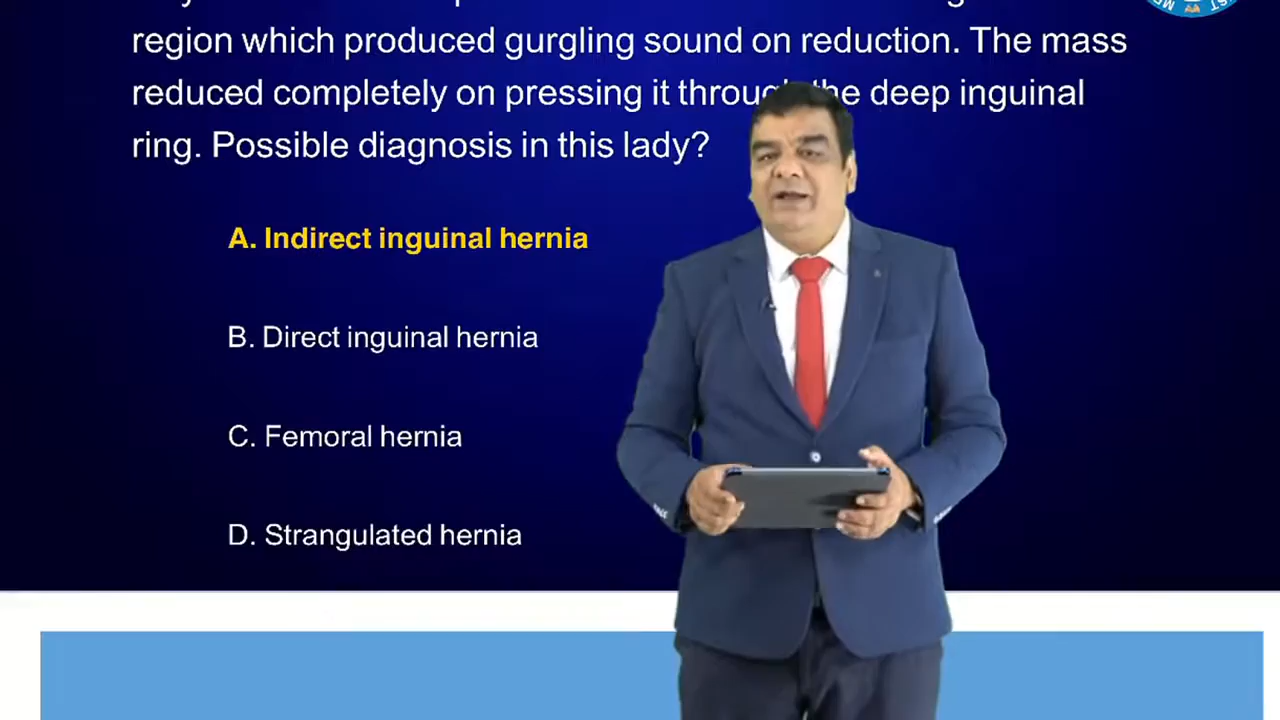 region which produced gurgling sound on reduction. The mass
reduced completely on pressing it through the deep inguinal
ring. Possible diagnosis in this lady?
A. Indirect inguinal hernia
B. Direct inguinal hernia
C. Femoral hernia
D. Strangulated hernia